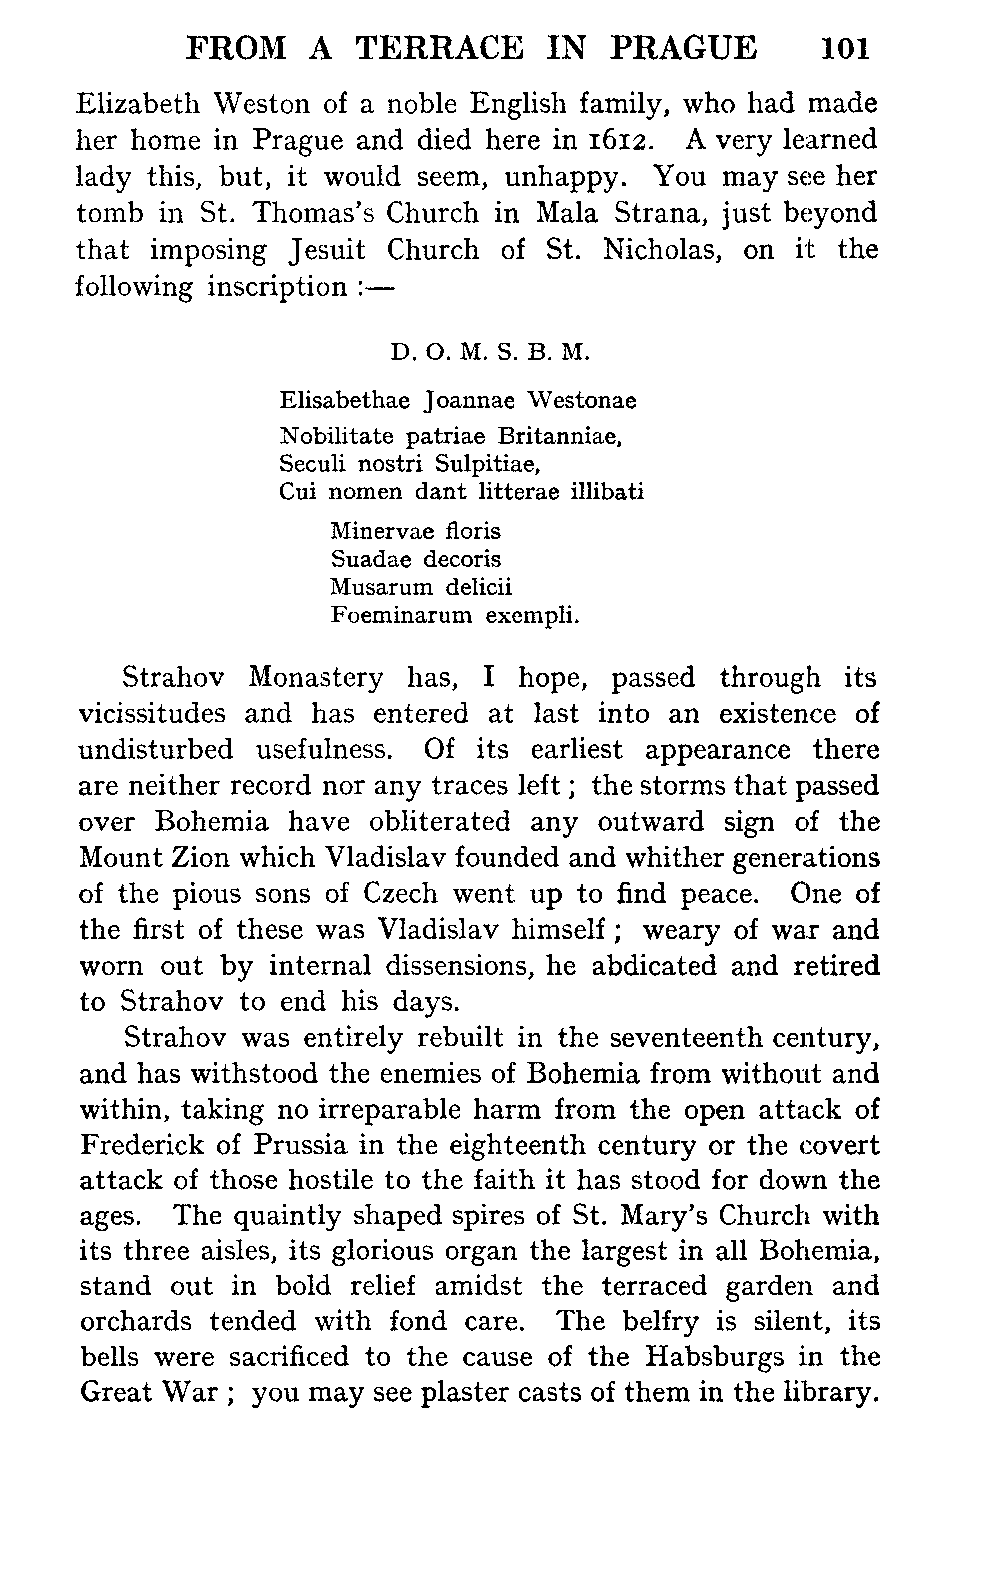 FROM A TERRACE IN PRAGUE 101
Elizabeth Weston of a noble English family, who had made
her home in Prague and died here in 1612. A very learned
lady this, but, it would seem, unhappy. You may see her
tomb in St. Thomas's Church in Mala Strana, just beyond
that imposing Jesuit Church of St. Nicholas, on it the
following inscription :—
D. O. M. S. B. M.
Elisabethae Joannae Westonae
Nobilitate patriae Britanniae,
Seculi nostri Sulpitiae,
Cui nomen dant litterae illibati
Minervae floris
Suadae decoris
Musarum delicii
Foeminarum exempli.
Strahov Monastery has, I hope, passed through its
vicissitudes and has entered at last into an existence of
undisturbed usefulness. Of its earliest appearance there
are neither record nor any traces left ; the storms that passed
over Bohemia have obliterated any outward sign of the
Mount Zion which Vladislav founded and whither generations
of the pious sons of Czech went up to find peace. One of
the first of these was Vladislav himself ; weary of war and
worn out by internal dissensions, he abdicated and retired
to Strahov to end his days.
Strahov was entirely rebuilt in the seventeenth century,
and has withstood the enemies of Bohemia from without and
within, taking no irreparable harm from the open attack of
Frederick of Prussia in the eighteenth century or the covert
attack of those hostile to the faith it has stood for down the
ages. The quaintly shaped spires of St. Mary's Church with
its three aisles, its glorious organ the largest in all Bohemia,
stand out in bold relief amidst the terraced garden and
orchards tended with fond care. The belfry is silent, its
bells were sacrificed to the cause of the Habsburgs in the
Great War ; you may see plaster casts of them in the library.